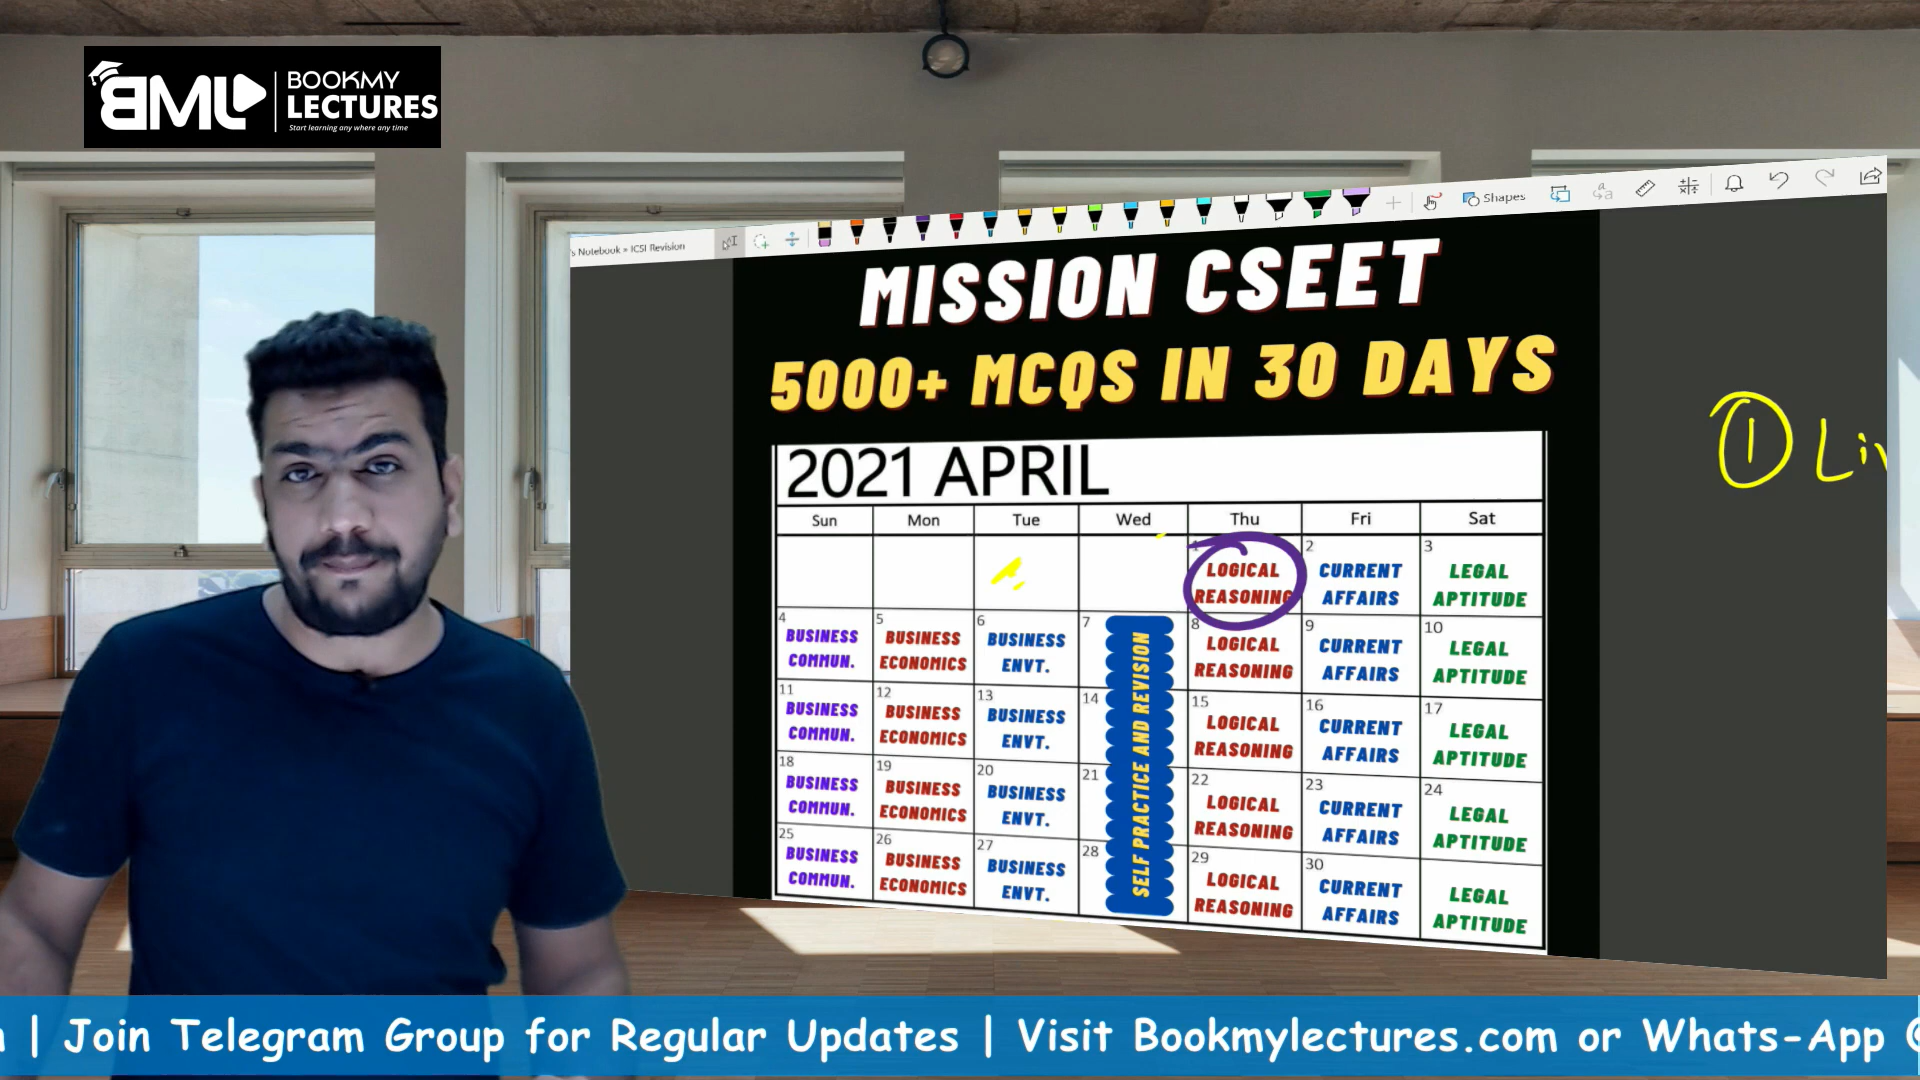 BML
BOOKMY
LECTURES
Start learning any where any time
's Notebook » ICSI Revision
Shapes
MISSION CSEET
5000+ MCQS IN 30 DAYS
① Liv
2021 APRIL
Sun Mon Tue Wed Thu Fri Sat
1 2 3
LOGICAL CURRENT LEGAL
REASONING AFFAIRS APTITUDE
4 5 6 7 8 9 10
BUSINESS BUSINESS BUSINESS LOGICAL CURRENT LEGAL
COMMUN. ECONOMICS ENVT. REASONING AFFAIRS APTITUDE
11 12 13 14 15 16 17
BUSINESS BUSINESS BUSINESS LOGICAL CURRENT LEGAL
COMMUN. ECONOMICS ENVT. REASONING AFFAIRS APTITUDE
18 19 20 21 22 23 24
BUSINESS BUSINESS BUSINESS LOGICAL CURRENT LEGAL
COMMUN. ECONOMICS ENVT. REASONING AFFAIRS APTITUDE
25 26 27 28 29 30
BUSINESS BUSINESS BUSINESS LOGICAL CURRENT LEGAL
COMMUN. ECONOMICS ENVT. REASONING AFFAIRS APTITUDE
SELF PRACTICE AND REVISION
| Join Telegram Group for Regular Updates | Visit Bookmylectures.com or Whats-App